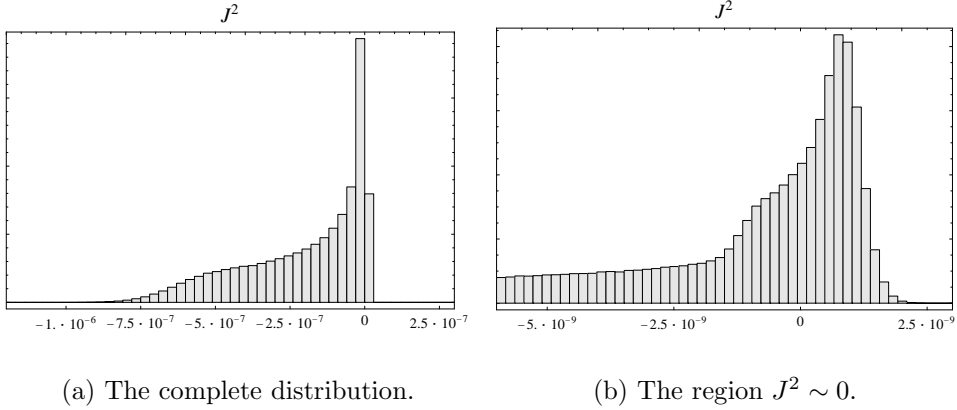 J²
J²
−1. · 10⁻⁶ −7.5 · 10⁻⁷ −5. · 10⁻⁷ −2.5 · 10⁻⁷ 0 2.5 · 10⁻⁷
−5. · 10⁻⁹ −2.5 · 10⁻⁹ 0 2.5 · 10⁻⁹
(a) The complete distribution.
(b) The region J² ∼ 0.